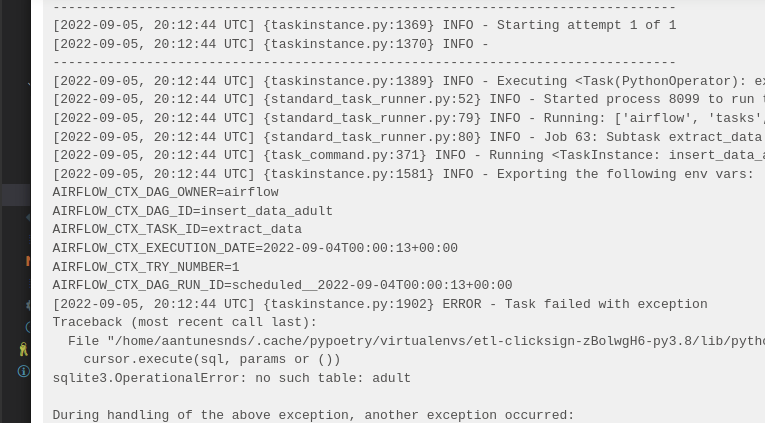 --------------------------------------------------------------------------------
[2022-09-05, 20:12:44 UTC] {taskinstance.py:1369} INFO - Starting attempt 1 of 1
[2022-09-05, 20:12:44 UTC] {taskinstance.py:1370} INFO -
--------------------------------------------------------------------------------
[2022-09-05, 20:12:44 UTC] {taskinstance.py:1389} INFO - Executing <Task(PythonOperator): ex
[2022-09-05, 20:12:44 UTC] {standard_task_runner.py:52} INFO - Started process 8099 to run t
[2022-09-05, 20:12:44 UTC] {standard_task_runner.py:79} INFO - Running: ['airflow', 'tasks',
[2022-09-05, 20:12:44 UTC] {standard_task_runner.py:80} INFO - Job 63: Subtask extract_data
[2022-09-05, 20:12:44 UTC] {task_command.py:371} INFO - Running <TaskInstance: insert_data_a
[2022-09-05, 20:12:44 UTC] {taskinstance.py:1581} INFO - Exporting the following env vars:
AIRFLOW_CTX_DAG_OWNER=airflow
AIRFLOW_CTX_DAG_ID=insert_data_adult
AIRFLOW_CTX_TASK_ID=extract_data
AIRFLOW_CTX_EXECUTION_DATE=2022-09-04T00:00:13+00:00
AIRFLOW_CTX_TRY_NUMBER=1
AIRFLOW_CTX_DAG_RUN_ID=scheduled__2022-09-04T00:00:13+00:00
[2022-09-05, 20:12:44 UTC] {taskinstance.py:1902} ERROR - Task failed with exception
Traceback (most recent call last):
  File "/home/aantunesnds/.cache/pypoetry/virtualenvs/etl-clicksign-zBolwgH6-py3.8/lib/pytho
    cursor.execute(sql, params or ())
sqlite3.OperationalError: no such table: adult
During handling of the above exception, another exception occurred: